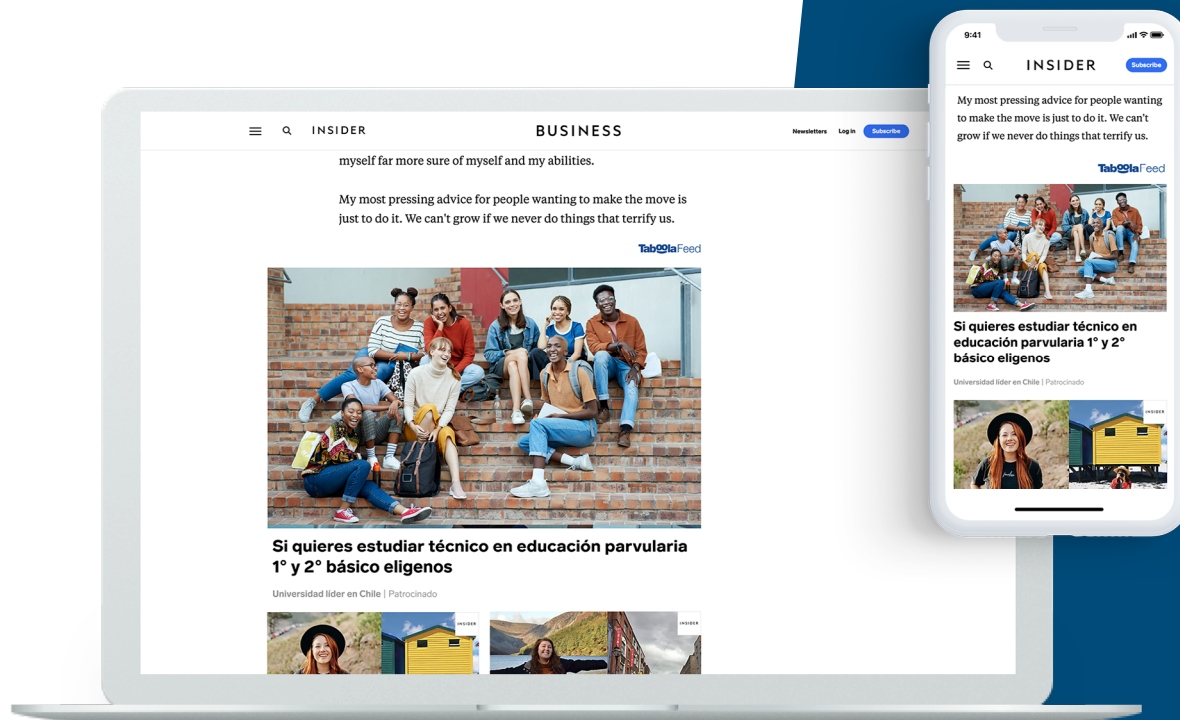 INSIDER
BUSINESS
Newsletters
Log in
Subscribe
myself far more sure of myself and my abilities.
My most pressing advice for people wanting to make the move is
just to do it. We can't grow if we never do things that terrify us.
TaboolaFeed
Si quieres estudiar técnico en educación parvularia
1° y 2° básico eligenos
Universidad líder en Chile | Patrocinado
INSIDER
INSIDER
9:41
INSIDER
Subscribe
My most pressing advice for people wanting
to make the move is just to do it. We can't
grow if we never do things that terrify us.
TaboolaFeed
Si quieres estudiar técnico en
educación parvularia 1° y 2°
básico eligenos
Universidad líder en Chile | Patrocinado
INSIDER